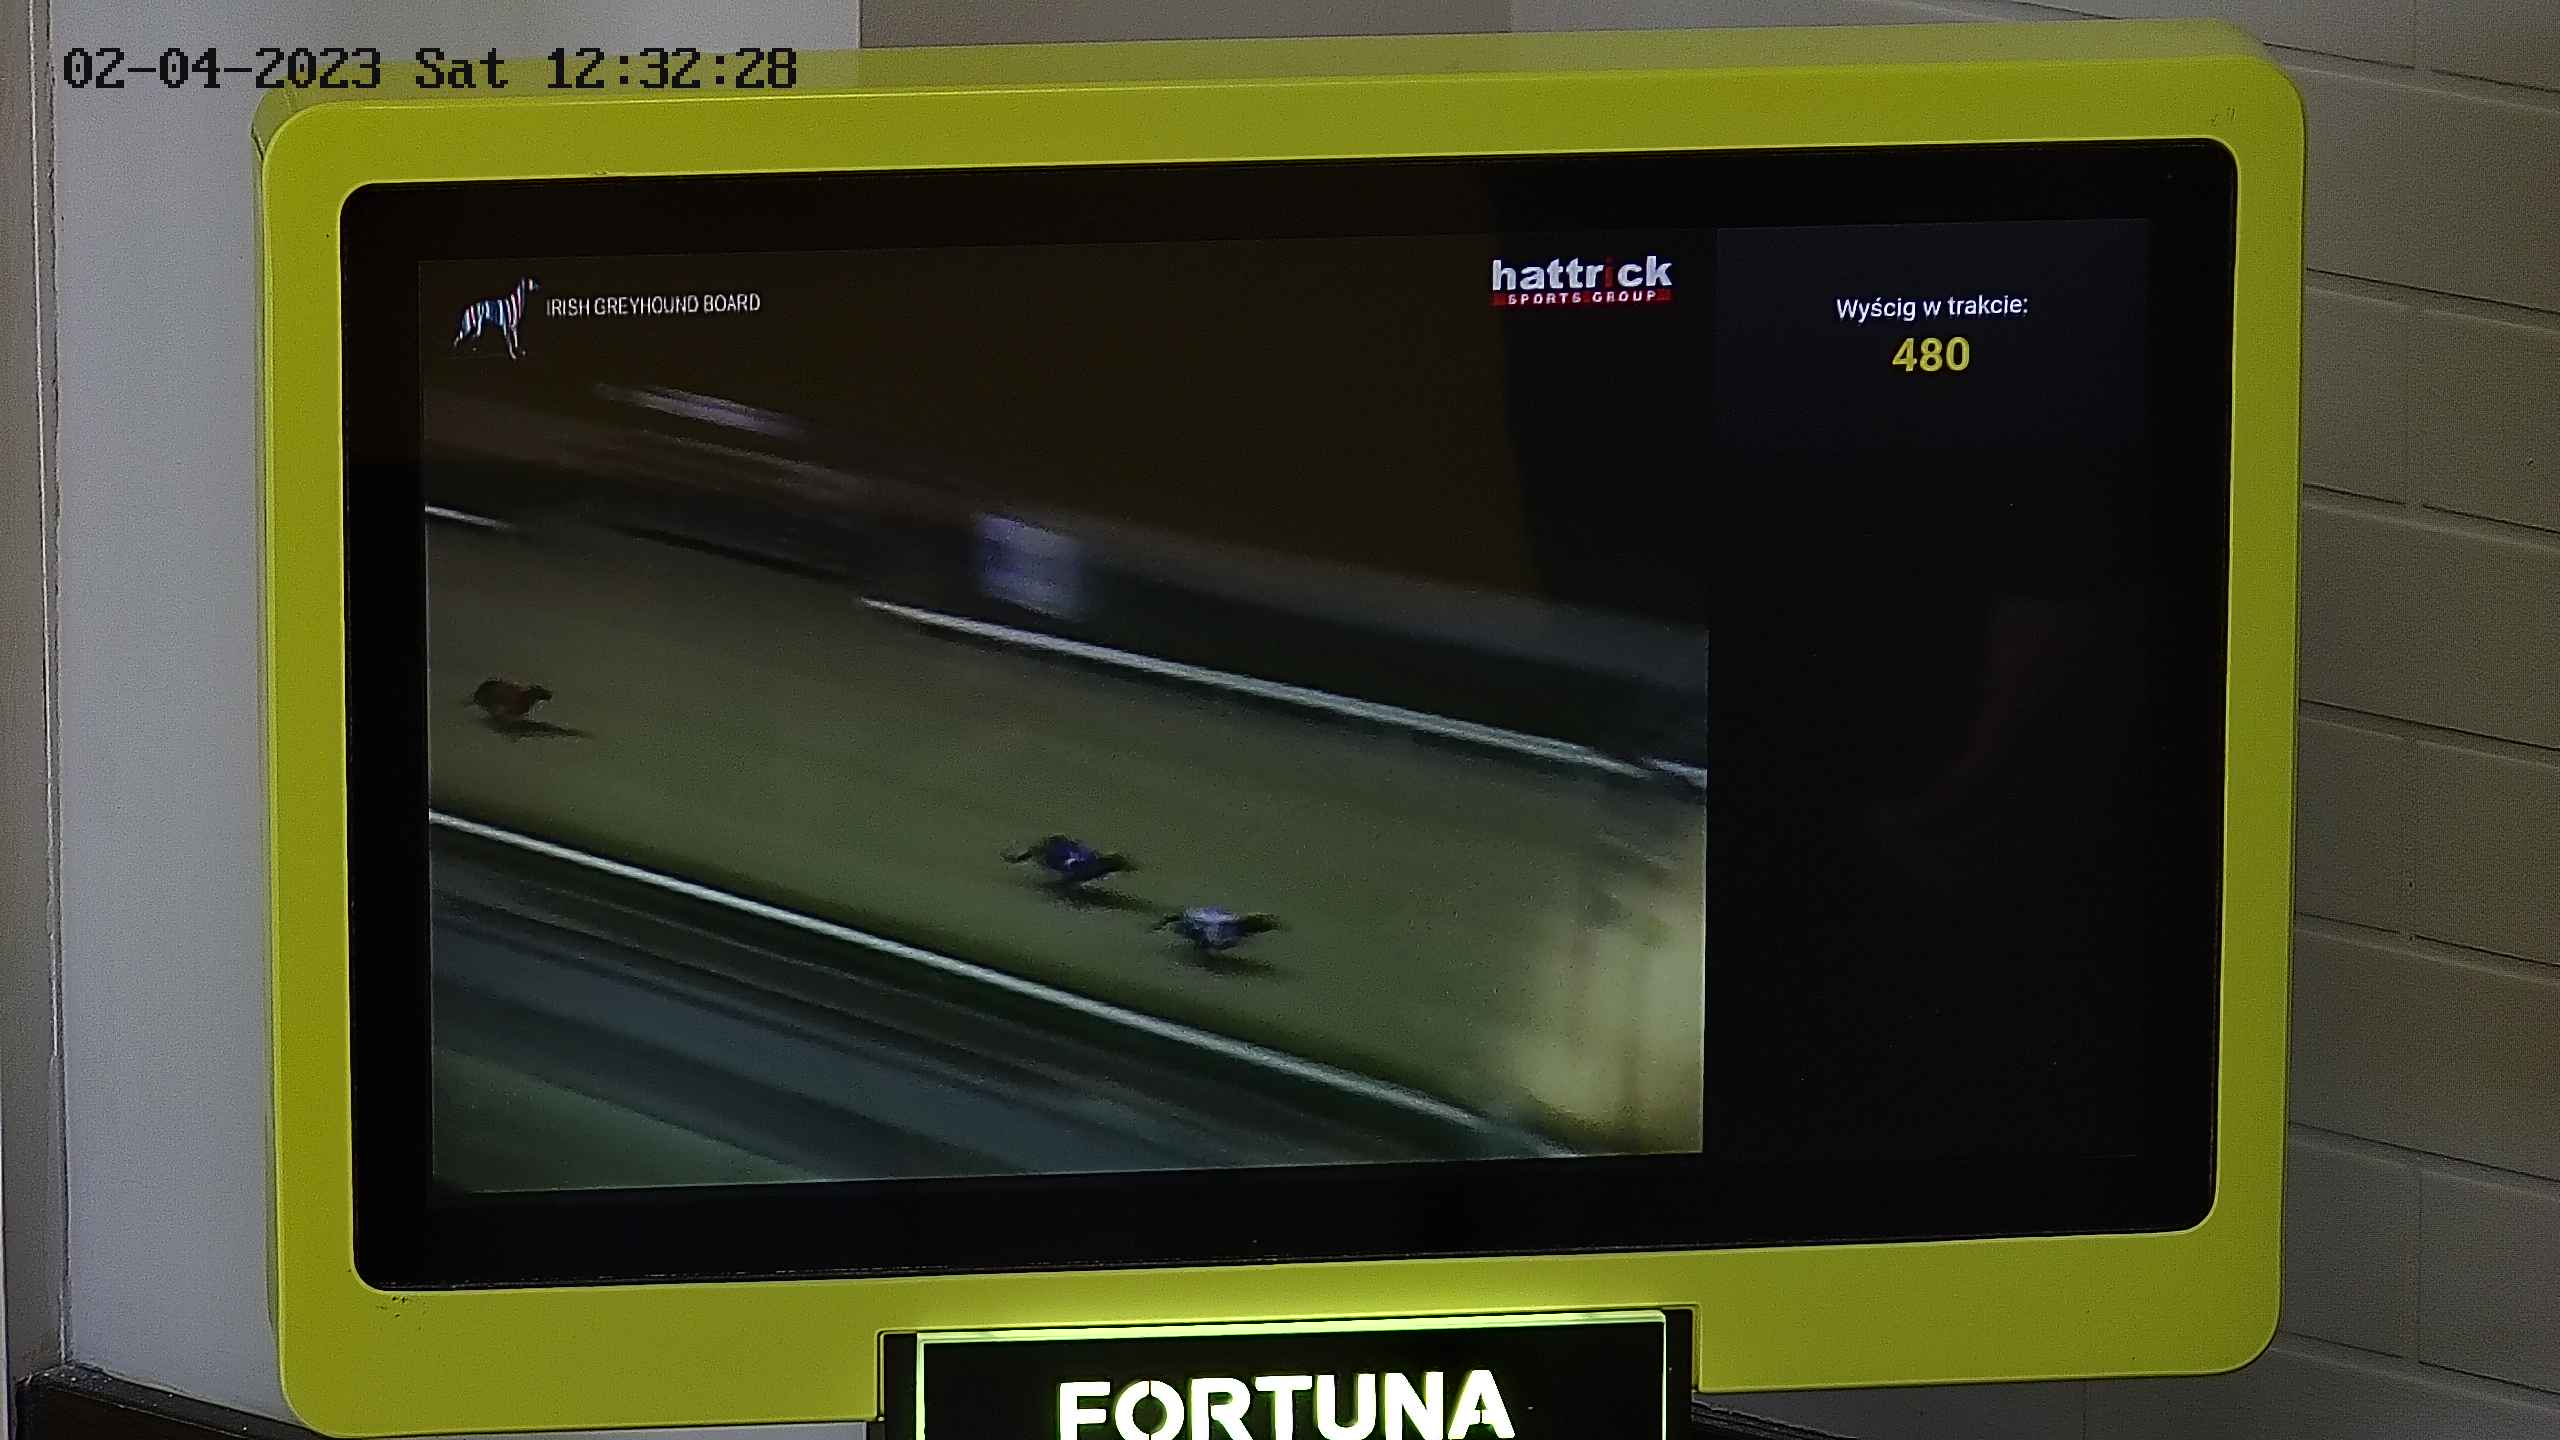 02-04-2023 Sat 12:32:28
IRISH GREYHOUND BOARD
hattrick
SPORTS GROUP
Wyścig w trakcie:
480
FORTUNA